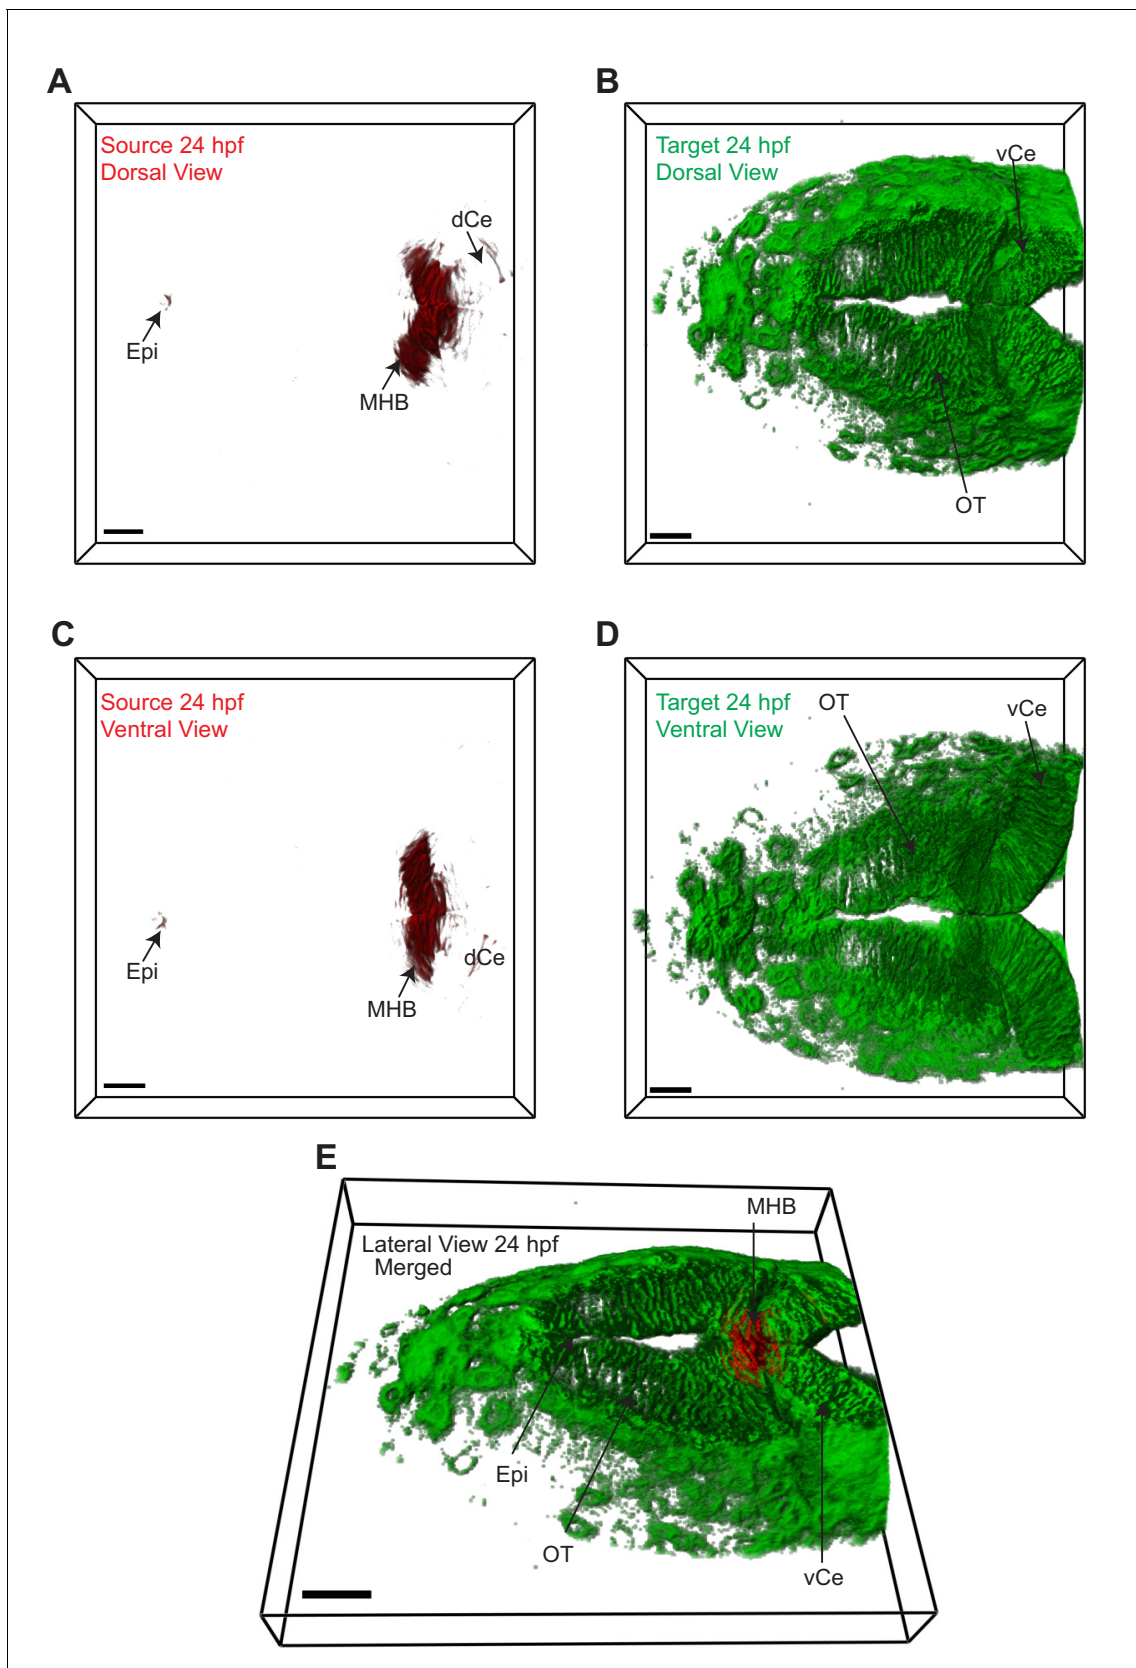 A
Source 24 hpf
Dorsal View
dCe
Epi
MHB
B
Target 24 hpf
Dorsal View
vCe
OT
C
Source 24 hpf
Ventral View
Epi
dCe
MHB
D
Target 24 hpf
Ventral View
OT
vCe
E
MHB
Lateral View 24 hpf
Merged
Epi
OT
vCe